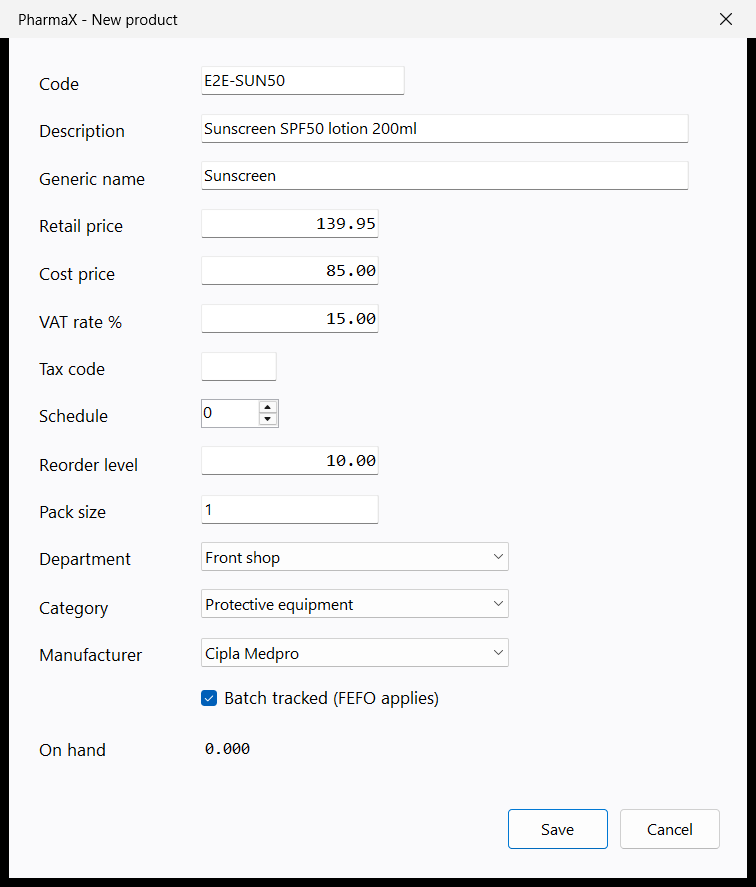 PharmaX - New product
Code E2E-SUN50
Description Sunscreen SPF50 lotion 200ml
Generic name Sunscreen
Retail price 139.95
Cost price 85.00
VAT rate % 15.00
Tax code
Schedule 0
Reorder level 10.00
Pack size 1
Department Front shop
Category Protective equipment
Manufacturer Cipla Medpro
Batch tracked (FEFO applies)
On hand 0.000
Save Cancel